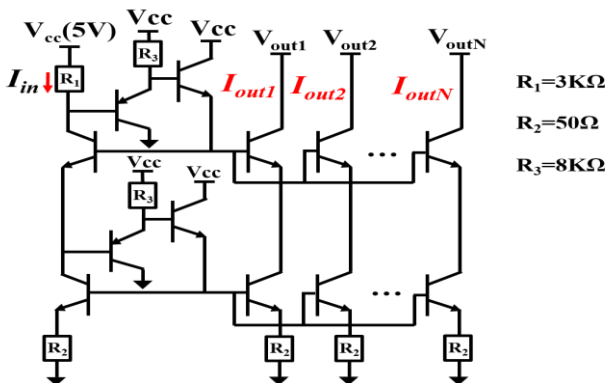 Vcc
Vcc(5V)
Vcc
Vout1
Vout2
VoutN
R3
R1
Iin
Iout1
Iout2
IoutN
R1=3KΩ
R2=50Ω
R3=8KΩ
...
Vcc
Vcc
R3
...
R2
R2
R2
R2